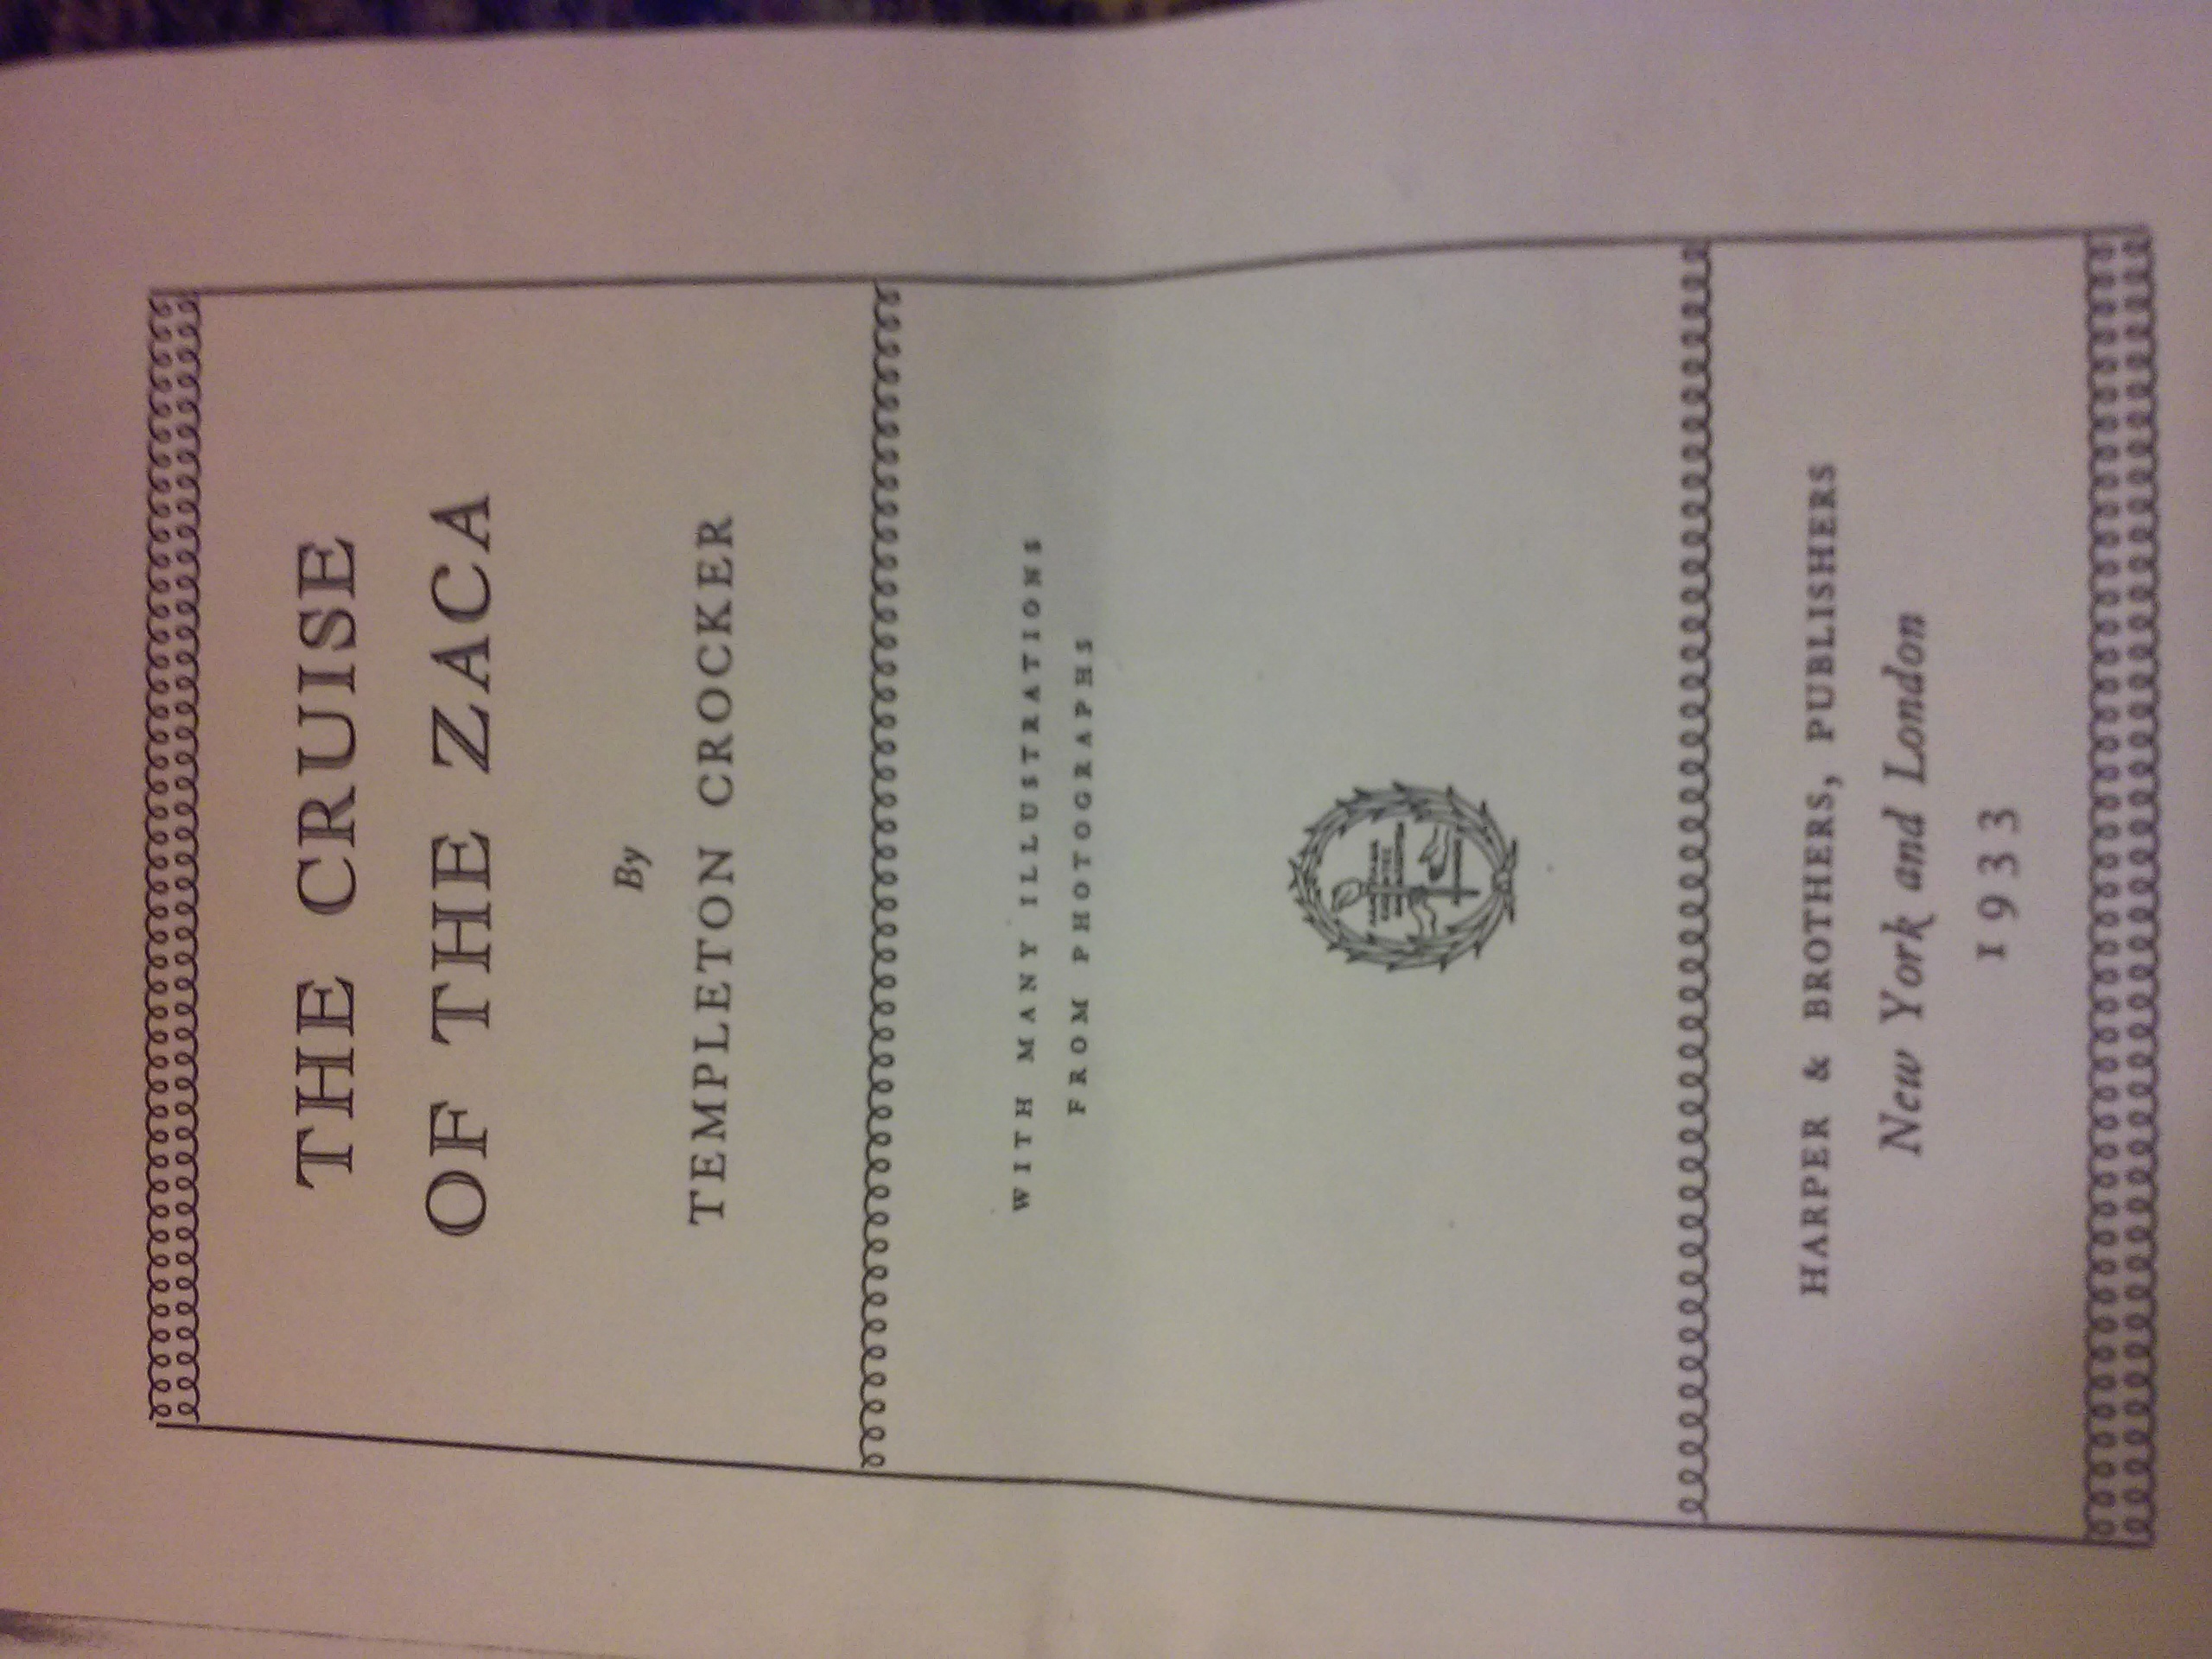 THE CRUISE
OF THE ZACA
By
TEMPLETON CROCKER
WITH MANY ILLUSTRATIONS
FROM PHOTOGRAPHS
HARPER & BROTHERS, PUBLISHERS
New York and London
1933